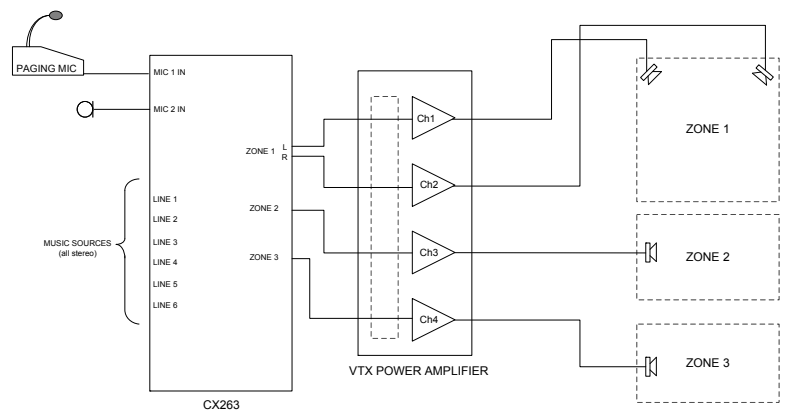 PAGING MIC
MIC 1 IN
MIC 2 IN
ZONE 1
L
R
ZONE 2
ZONE 3
LINE 1
LINE 2
LINE 3
LINE 4
LINE 5
LINE 6
MUSIC SOURCES
(all stereo)
CX263
Ch1
Ch2
Ch3
Ch4
VTX POWER AMPLIFIER
ZONE 1
ZONE 2
ZONE 3